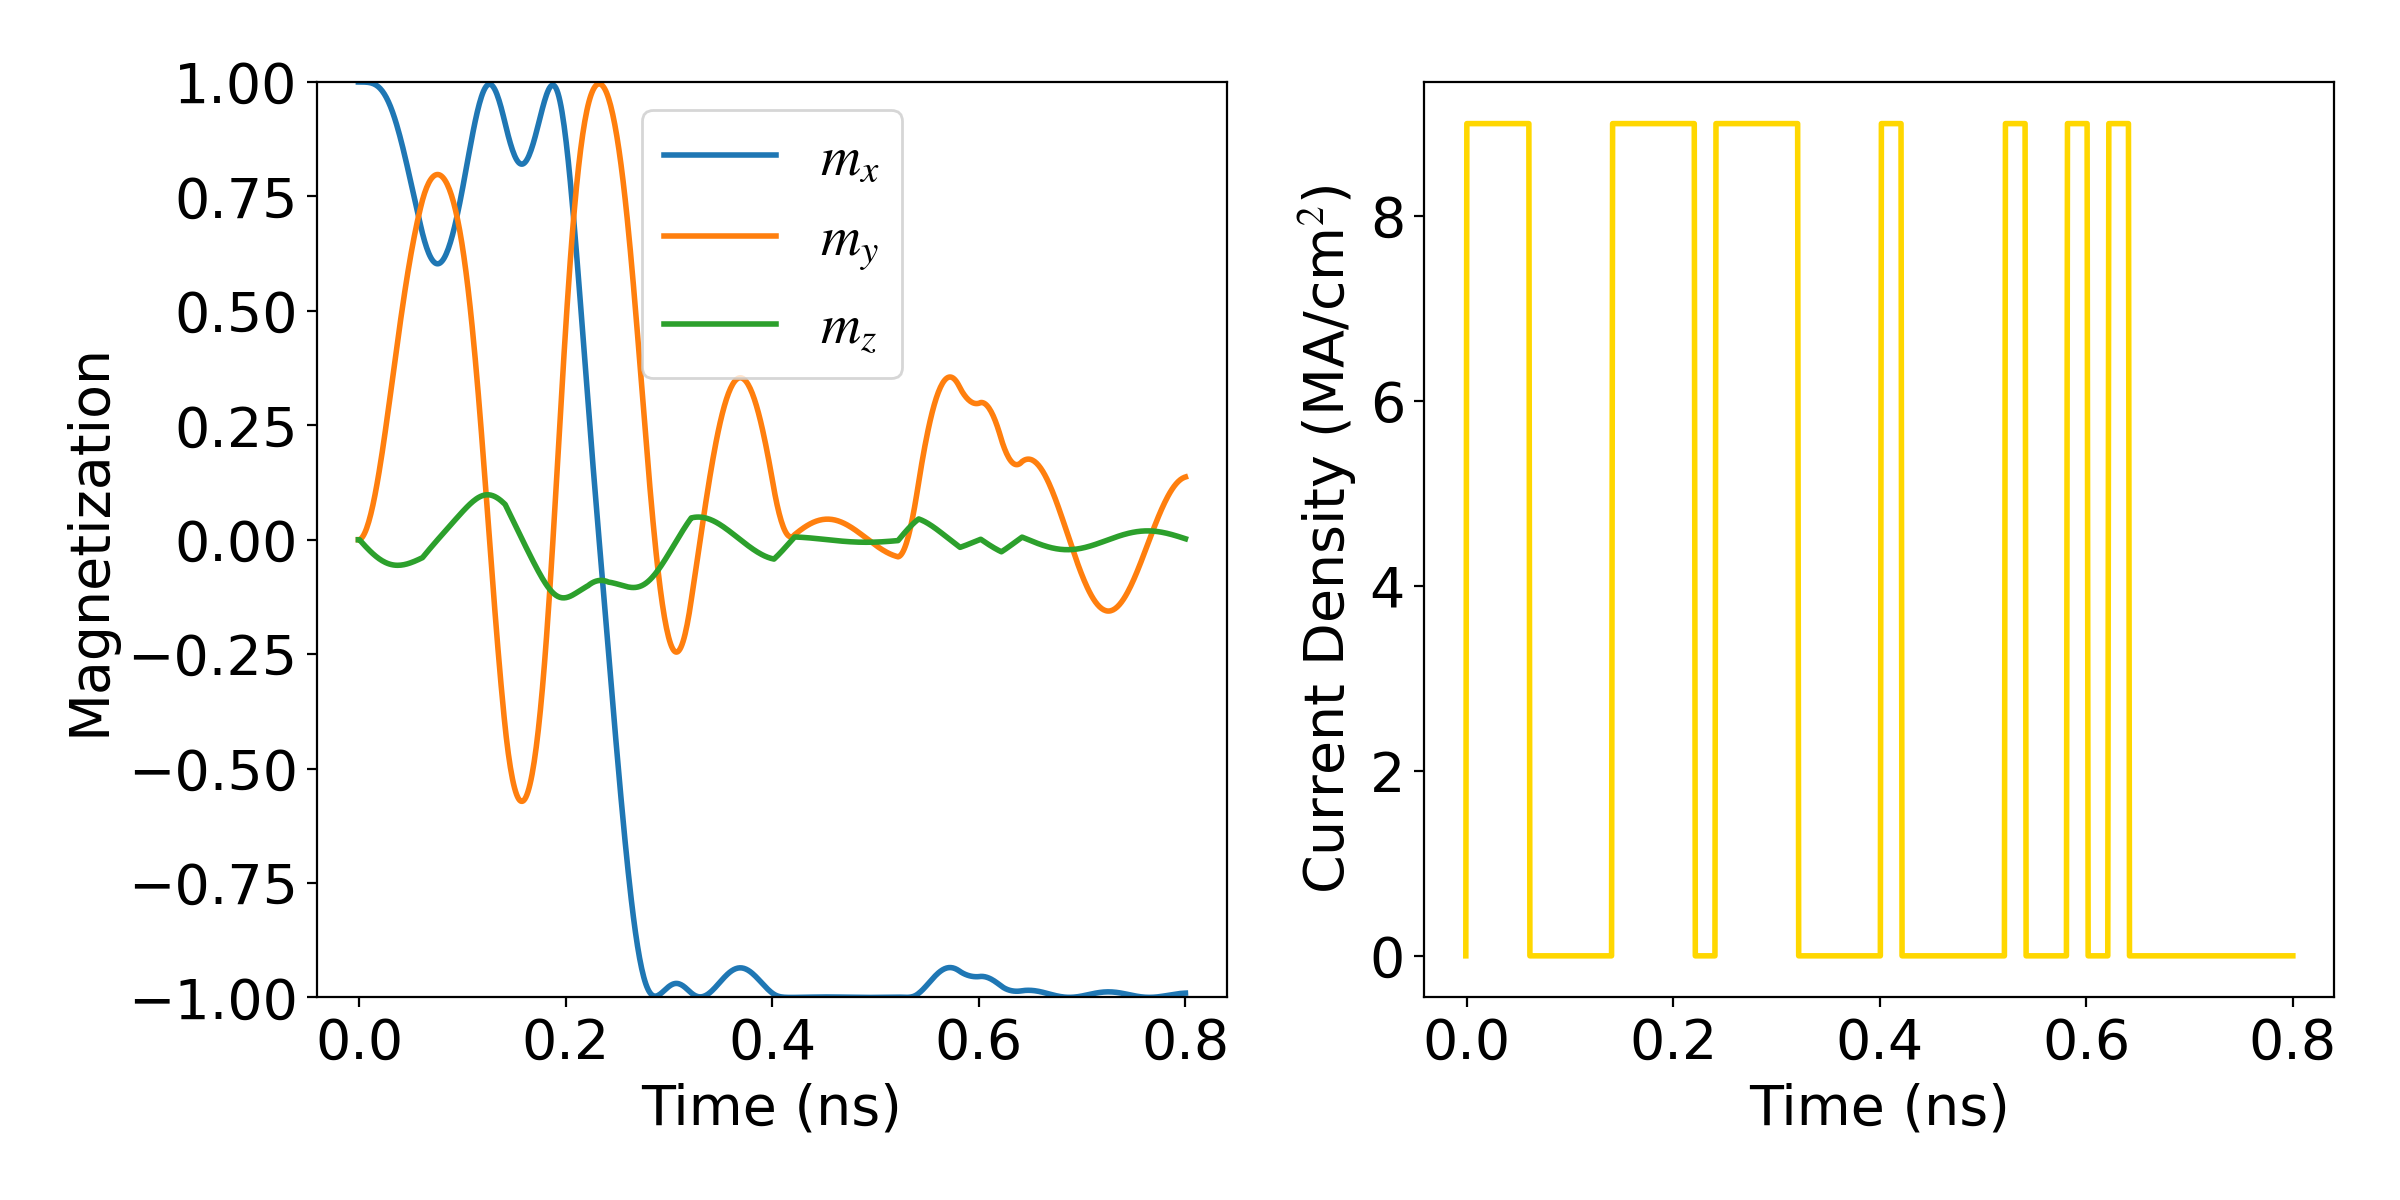 1.00
0.75
0.50
0.25
0.00
−0.25
−0.50
−0.75
−1.00
Magnetization
0.0 0.2 0.4 0.6 0.8
Time (ns)
m_x
m_y
m_z
8
6
4
2
0
Current Density (MA/cm²)
0.0 0.2 0.4 0.6 0.8
Time (ns)